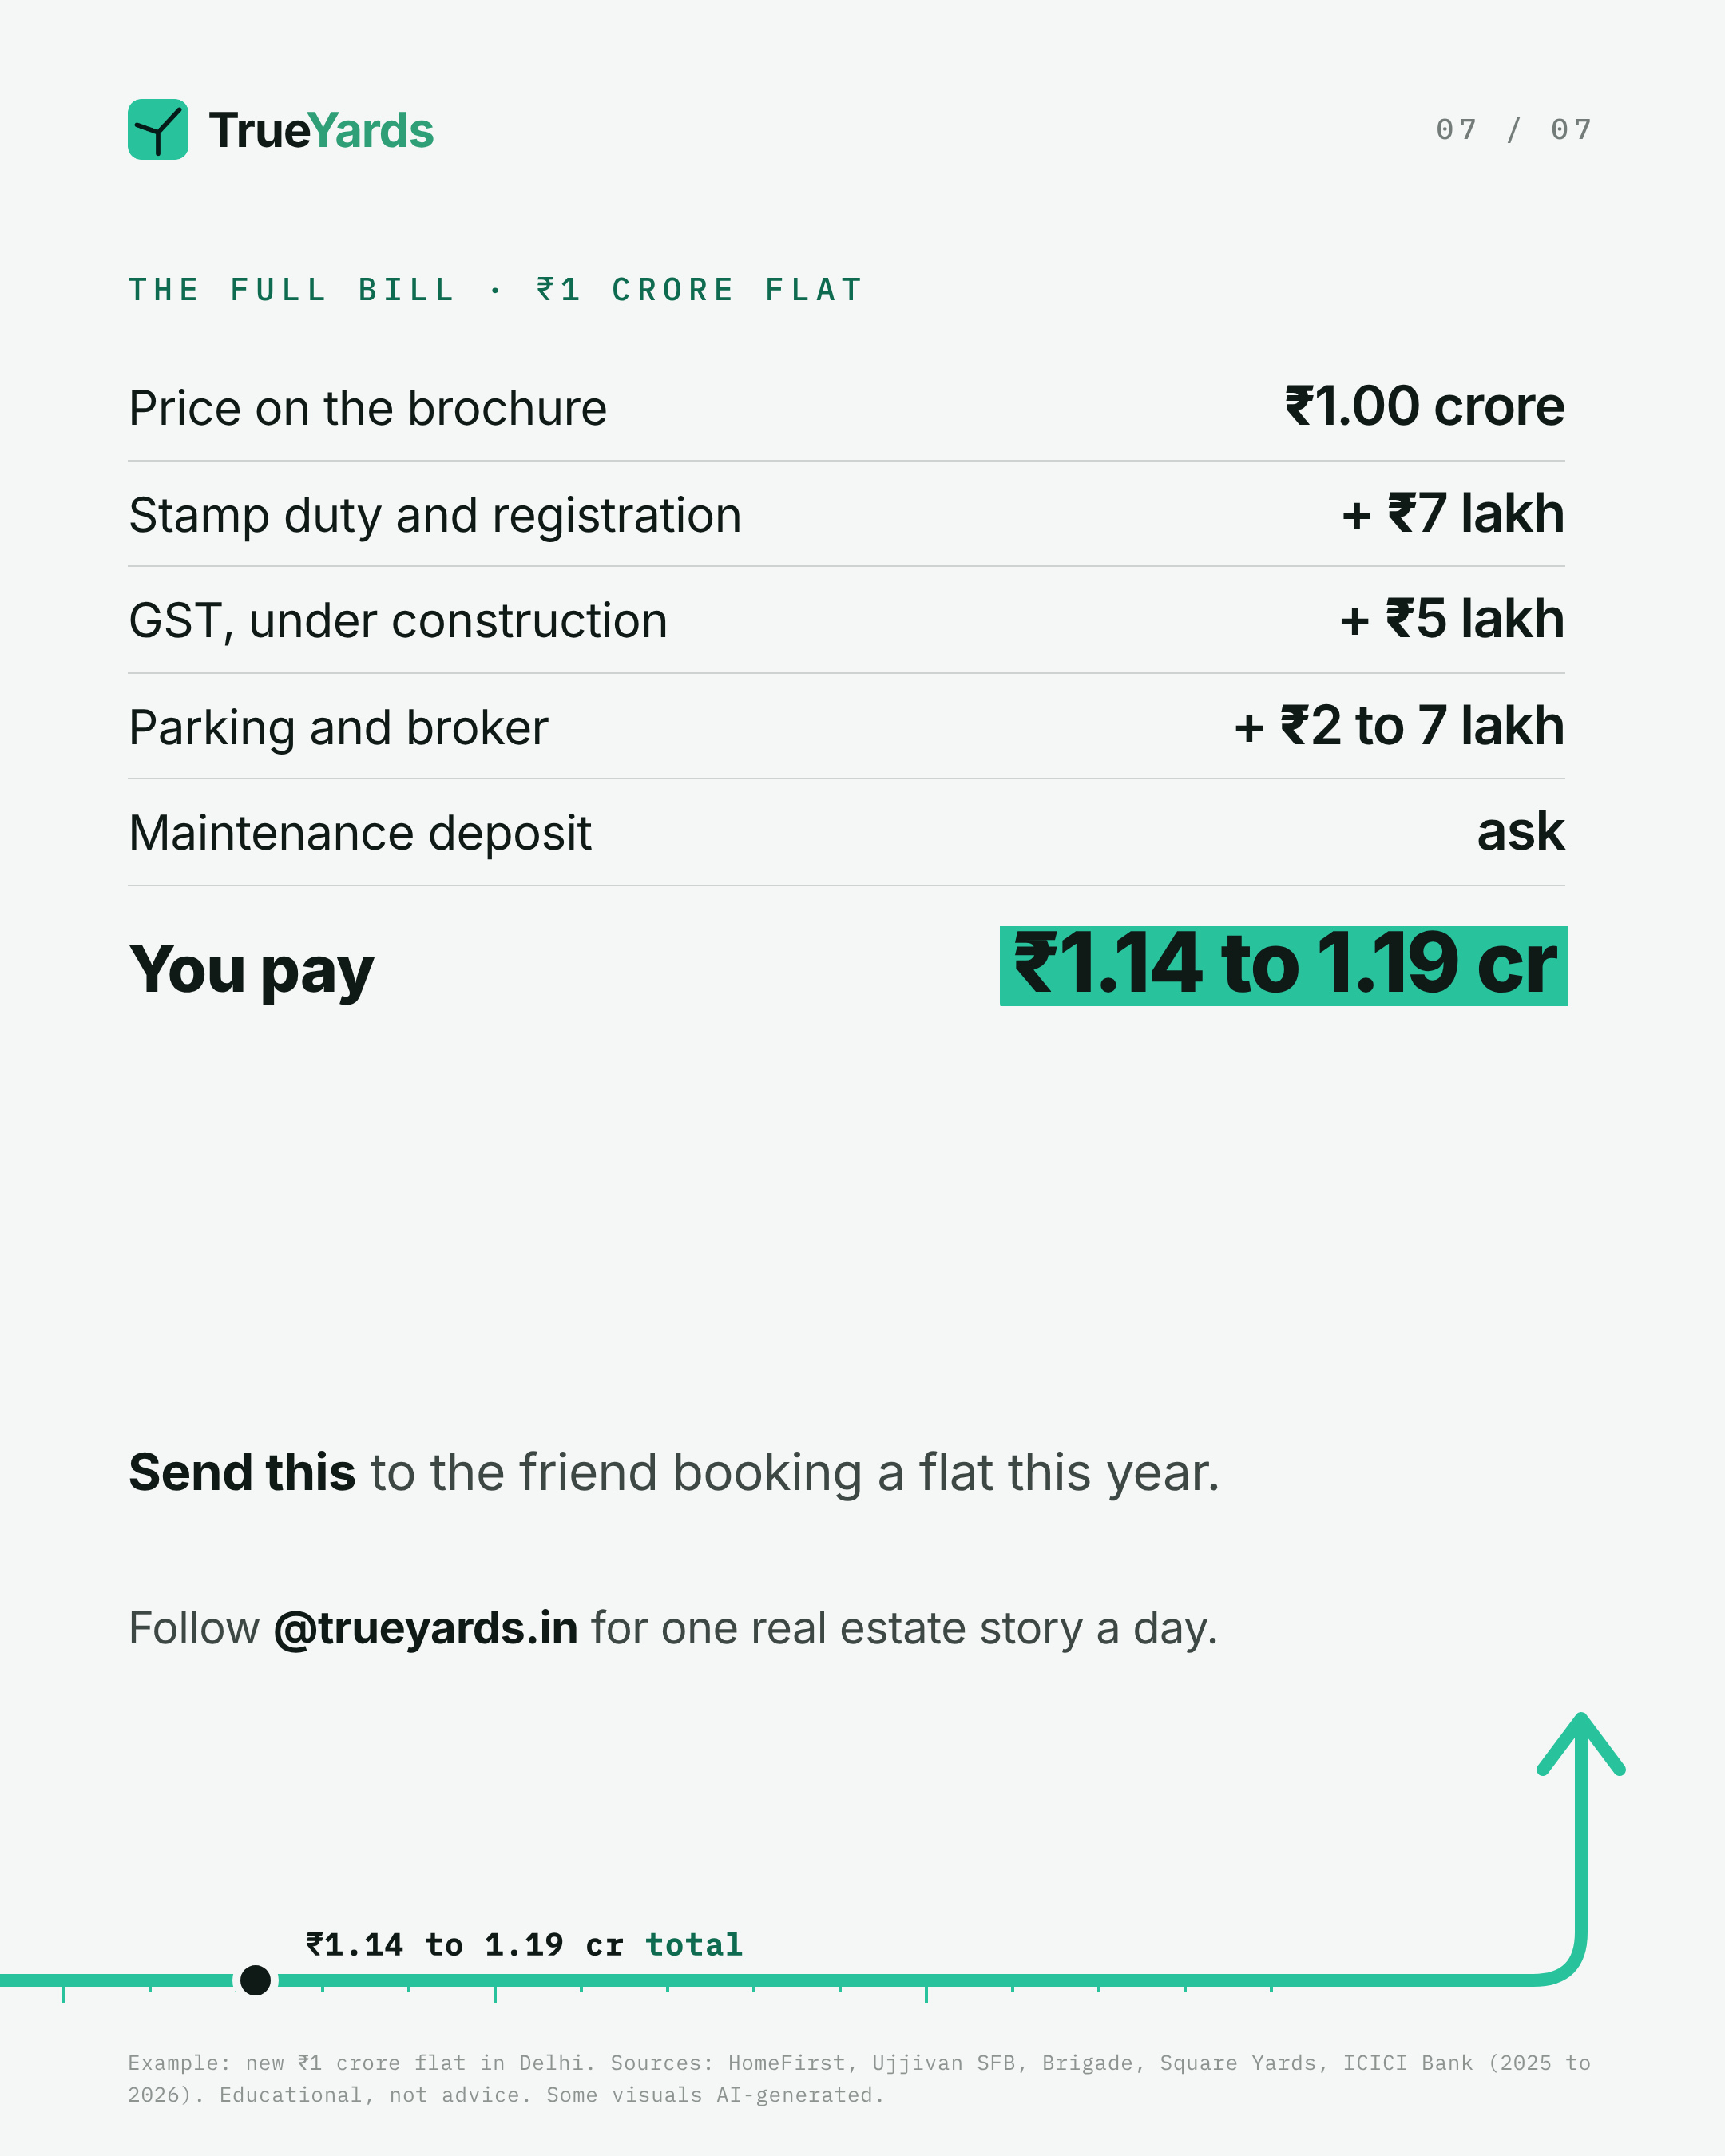 TrueYards
07 / 07
THE FULL BILL · ₹1 CRORE FLAT
Price on the brochure ₹1.00 crore
Stamp duty and registration + ₹7 lakh
GST, under construction + ₹5 lakh
Parking and broker + ₹2 to 7 lakh
Maintenance deposit ask
You pay ₹1.14 to 1.19 cr
Send this to the friend booking a flat this year.
Follow @trueyards.in for one real estate story a day.
₹1.14 to 1.19 cr total
Example: new ₹1 crore flat in Delhi. Sources: HomeFirst, Ujjivan SFB, Brigade, Square Yards, ICICI Bank (2025 to
2026). Educational, not advice. Some visuals AI-generated.